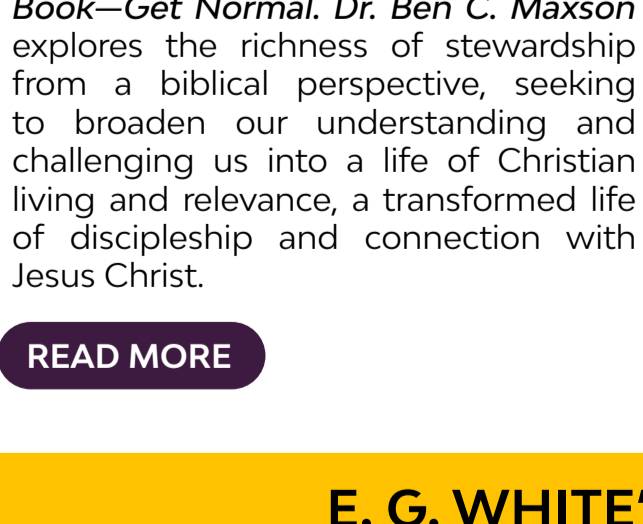 Book—Get Normal. Dr. Ben C. Maxson
explores the richness of stewardship
from a biblical perspective, seeking
to broaden our understanding and
challenging us into a life of Christian
living and relevance, a transformed life
of discipleship and connection with
Jesus Christ.
READ MORE
E. G. WHITE'